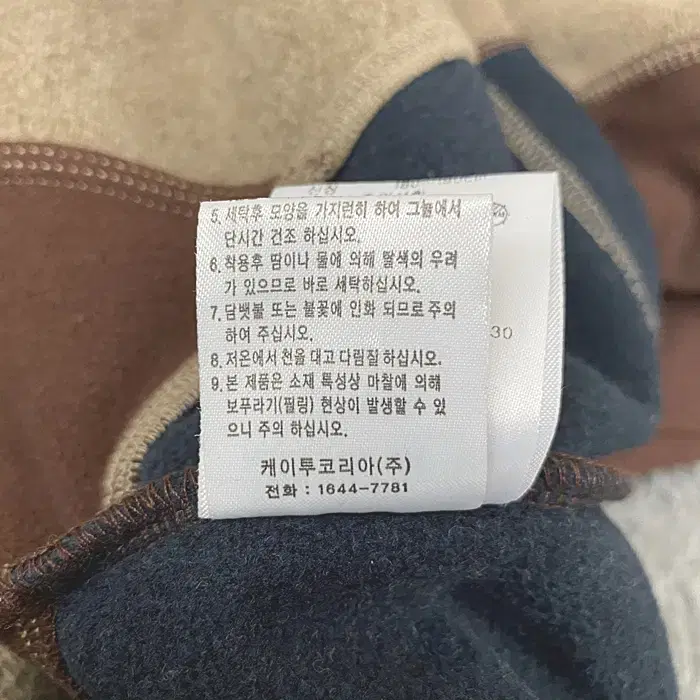 5. 세탁후 모양을 가지런히 하여 그늘에서
단시간 건조 하십시오.
6. 착용후 땀이나 물에 의해 탈색의 우려
가 있으므로 바로 세탁하십시오.
7. 담뱃불 또는 불꽃에 인화 되므로 주의
하여 주십시오.
8. 저온에서 천을 대고 다림질 하십시오.
9. 본 제품은 소재 특성상 마찰에 의해
보푸라기(필링) 현상이 발생할 수 있
으니 주의 하십시오.
케이투코리아(주)
전화 : 1644-7781
30